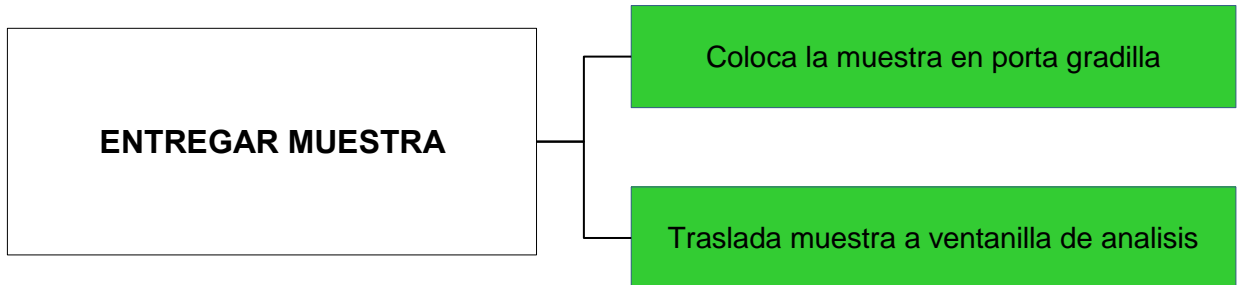 Coloca la muestra en porta gradilla
ENTREGAR MUESTRA
Traslada muestra a ventanilla de analisis